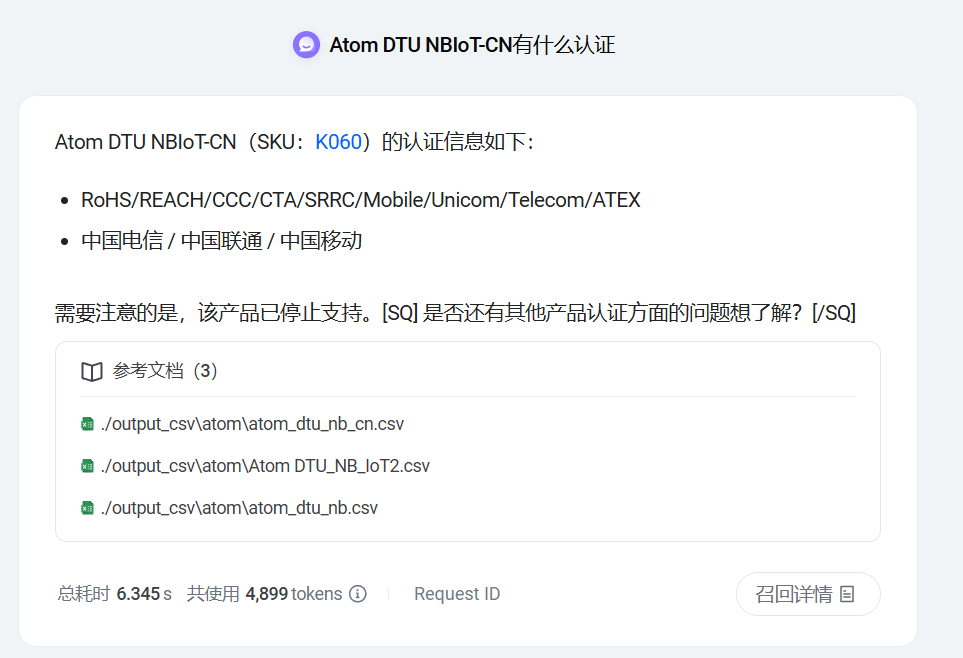 Atom DTU NBIoT-CN有什么认证
Atom DTU NBIoT-CN（SKU：K060）的认证信息如下：
RoHS/REACH/CCC/CTA/SRRC/Mobile/Unicom/Telecom/ATEX
中国电信 / 中国联通 / 中国移动
需要注意的是，该产品已停止支持。[SQ] 是否还有其他产品认证方面的问题想了解？[/SQ]
参考文档（3）
./output_csv\atom\atom_dtu_nb_cn.csv
./output_csv\atom\Atom DTU_NB_IoT2.csv
./output_csv\atom\atom_dtu_nb.csv
总耗时 6.345 s 共使用 4,899 tokens Request ID 召回详情